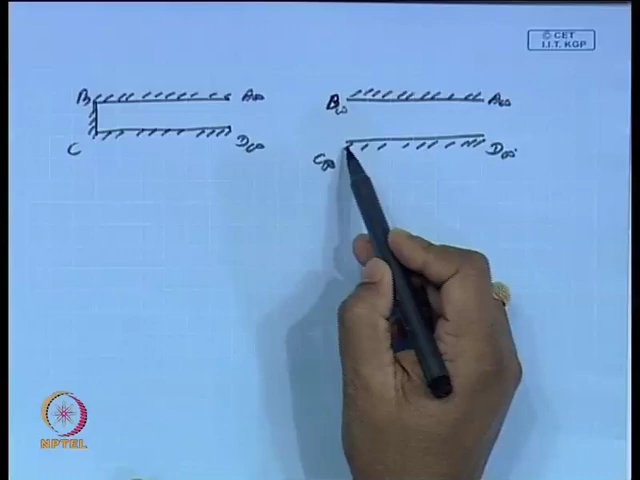 © CET
I.I.T. KGP
B A∞ B∞ A∞
C D∞ C∞ D∞
NPTEL